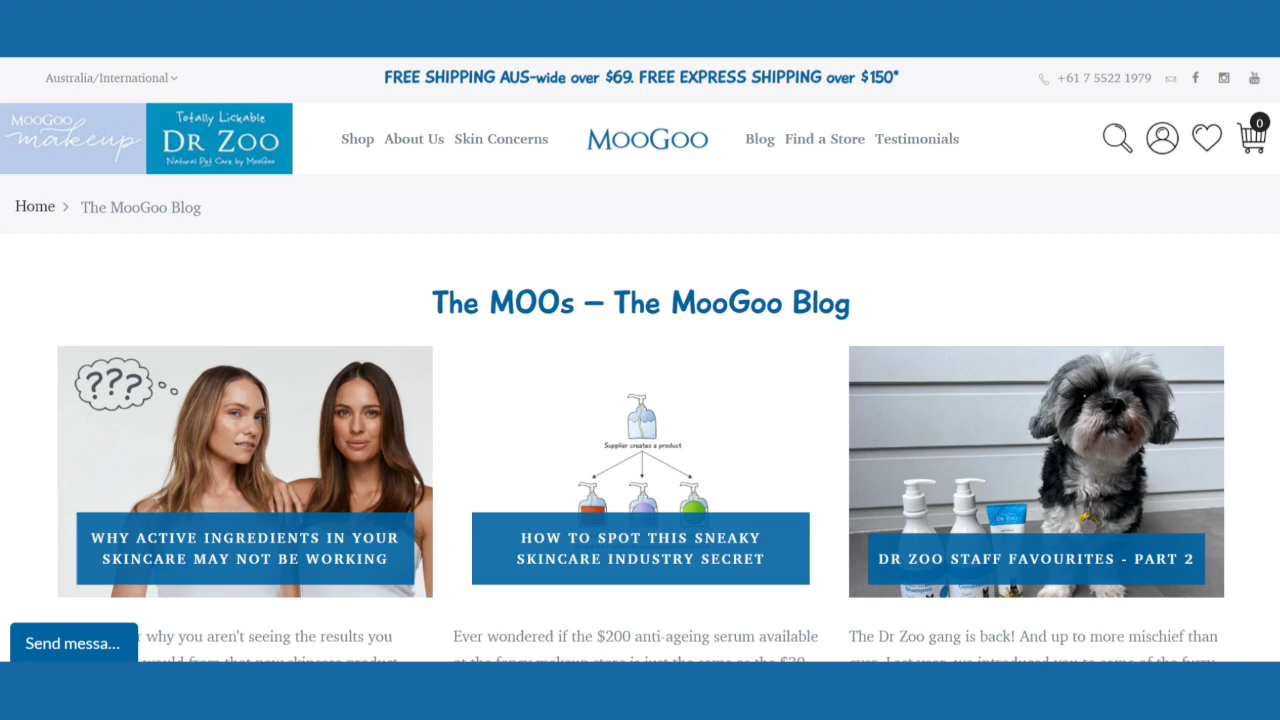 Australia/International
FREE SHIPPING AUS-wide over $69. FREE EXPRESS SHIPPING over $150*
+61 7 5522 1979
MooGoo
makeup
Totally Lickable
DR ZOO
Natural Pet Care by MooGoo
Shop About Us Skin Concerns
MooGoo
Blog Find a Store Testimonials
0
Home > The MooGoo Blog
The MOOs – The MooGoo Blog
???
WHY ACTIVE INGREDIENTS IN YOUR
SKINCARE MAY NOT BE WORKING
Supplier creates a product
HOW TO SPOT THIS SNEAKY
SKINCARE INDUSTRY SECRET
DR ZOO
DR ZOO STAFF FAVOURITES - PART 2
Shampoo
why you aren't seeing the results you
Ever wondered if the $200 anti-ageing serum available
The Dr Zoo gang is back! And up to more mischief than
Send messa...